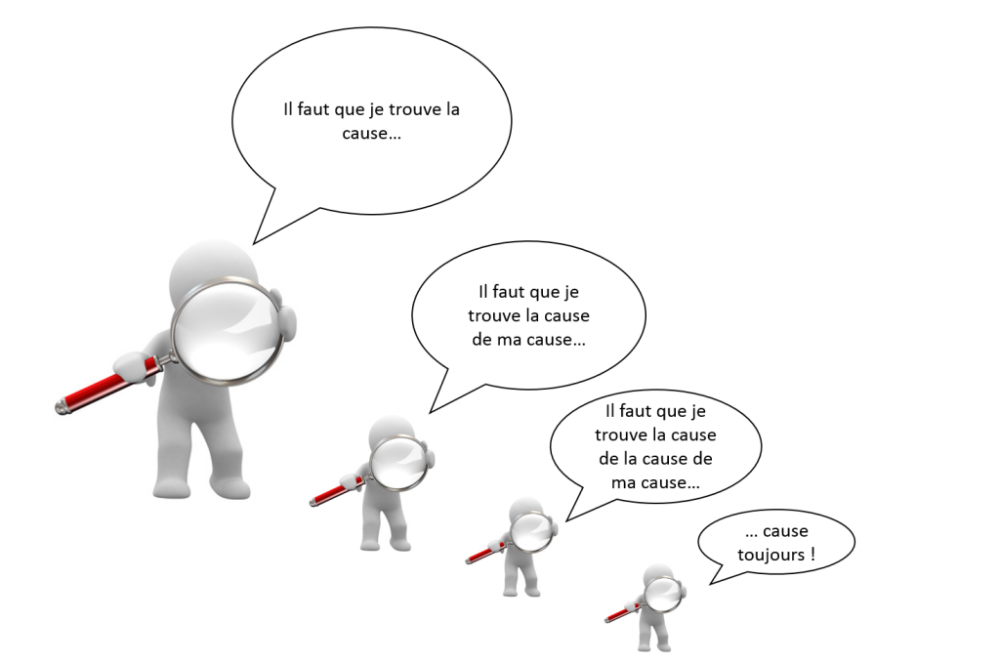 Il faut que je trouve la
cause...
Il faut que je
trouve la cause
de ma cause...
Il faut que je
trouve la cause
de la cause de
ma cause...
... cause
toujours !